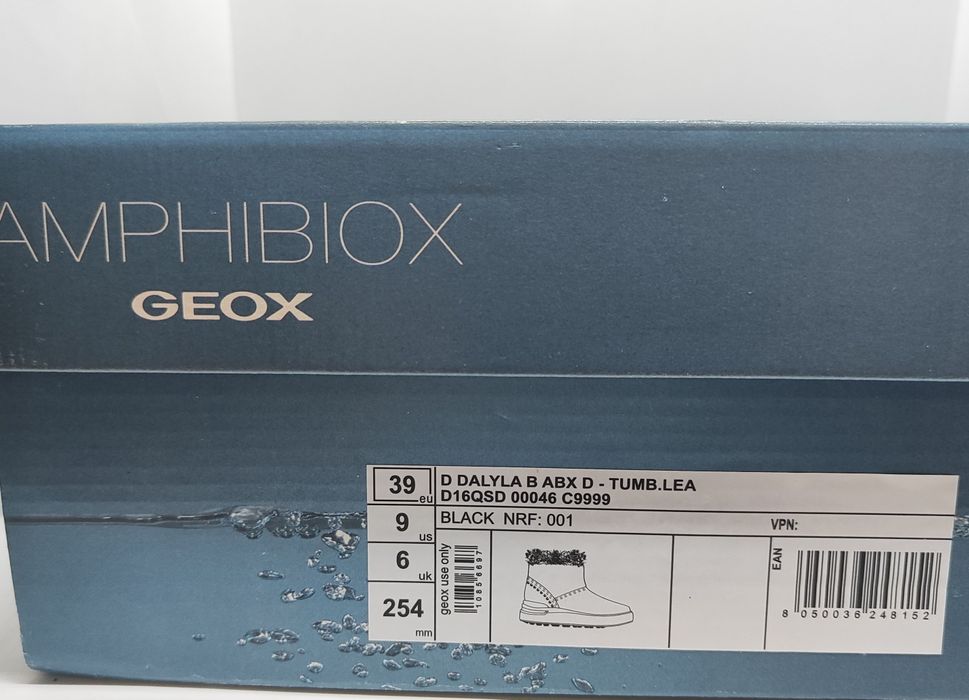 AMPHIBIOX
GEOX
39 eu
9 us
6 uk
254 mm
D DALYLA B ABX D - TUMB.LEA
D16QSD 00046 C9999
BLACK NRF: 001
VPN:
geox use only
10856697
EAN
8 050036 248152